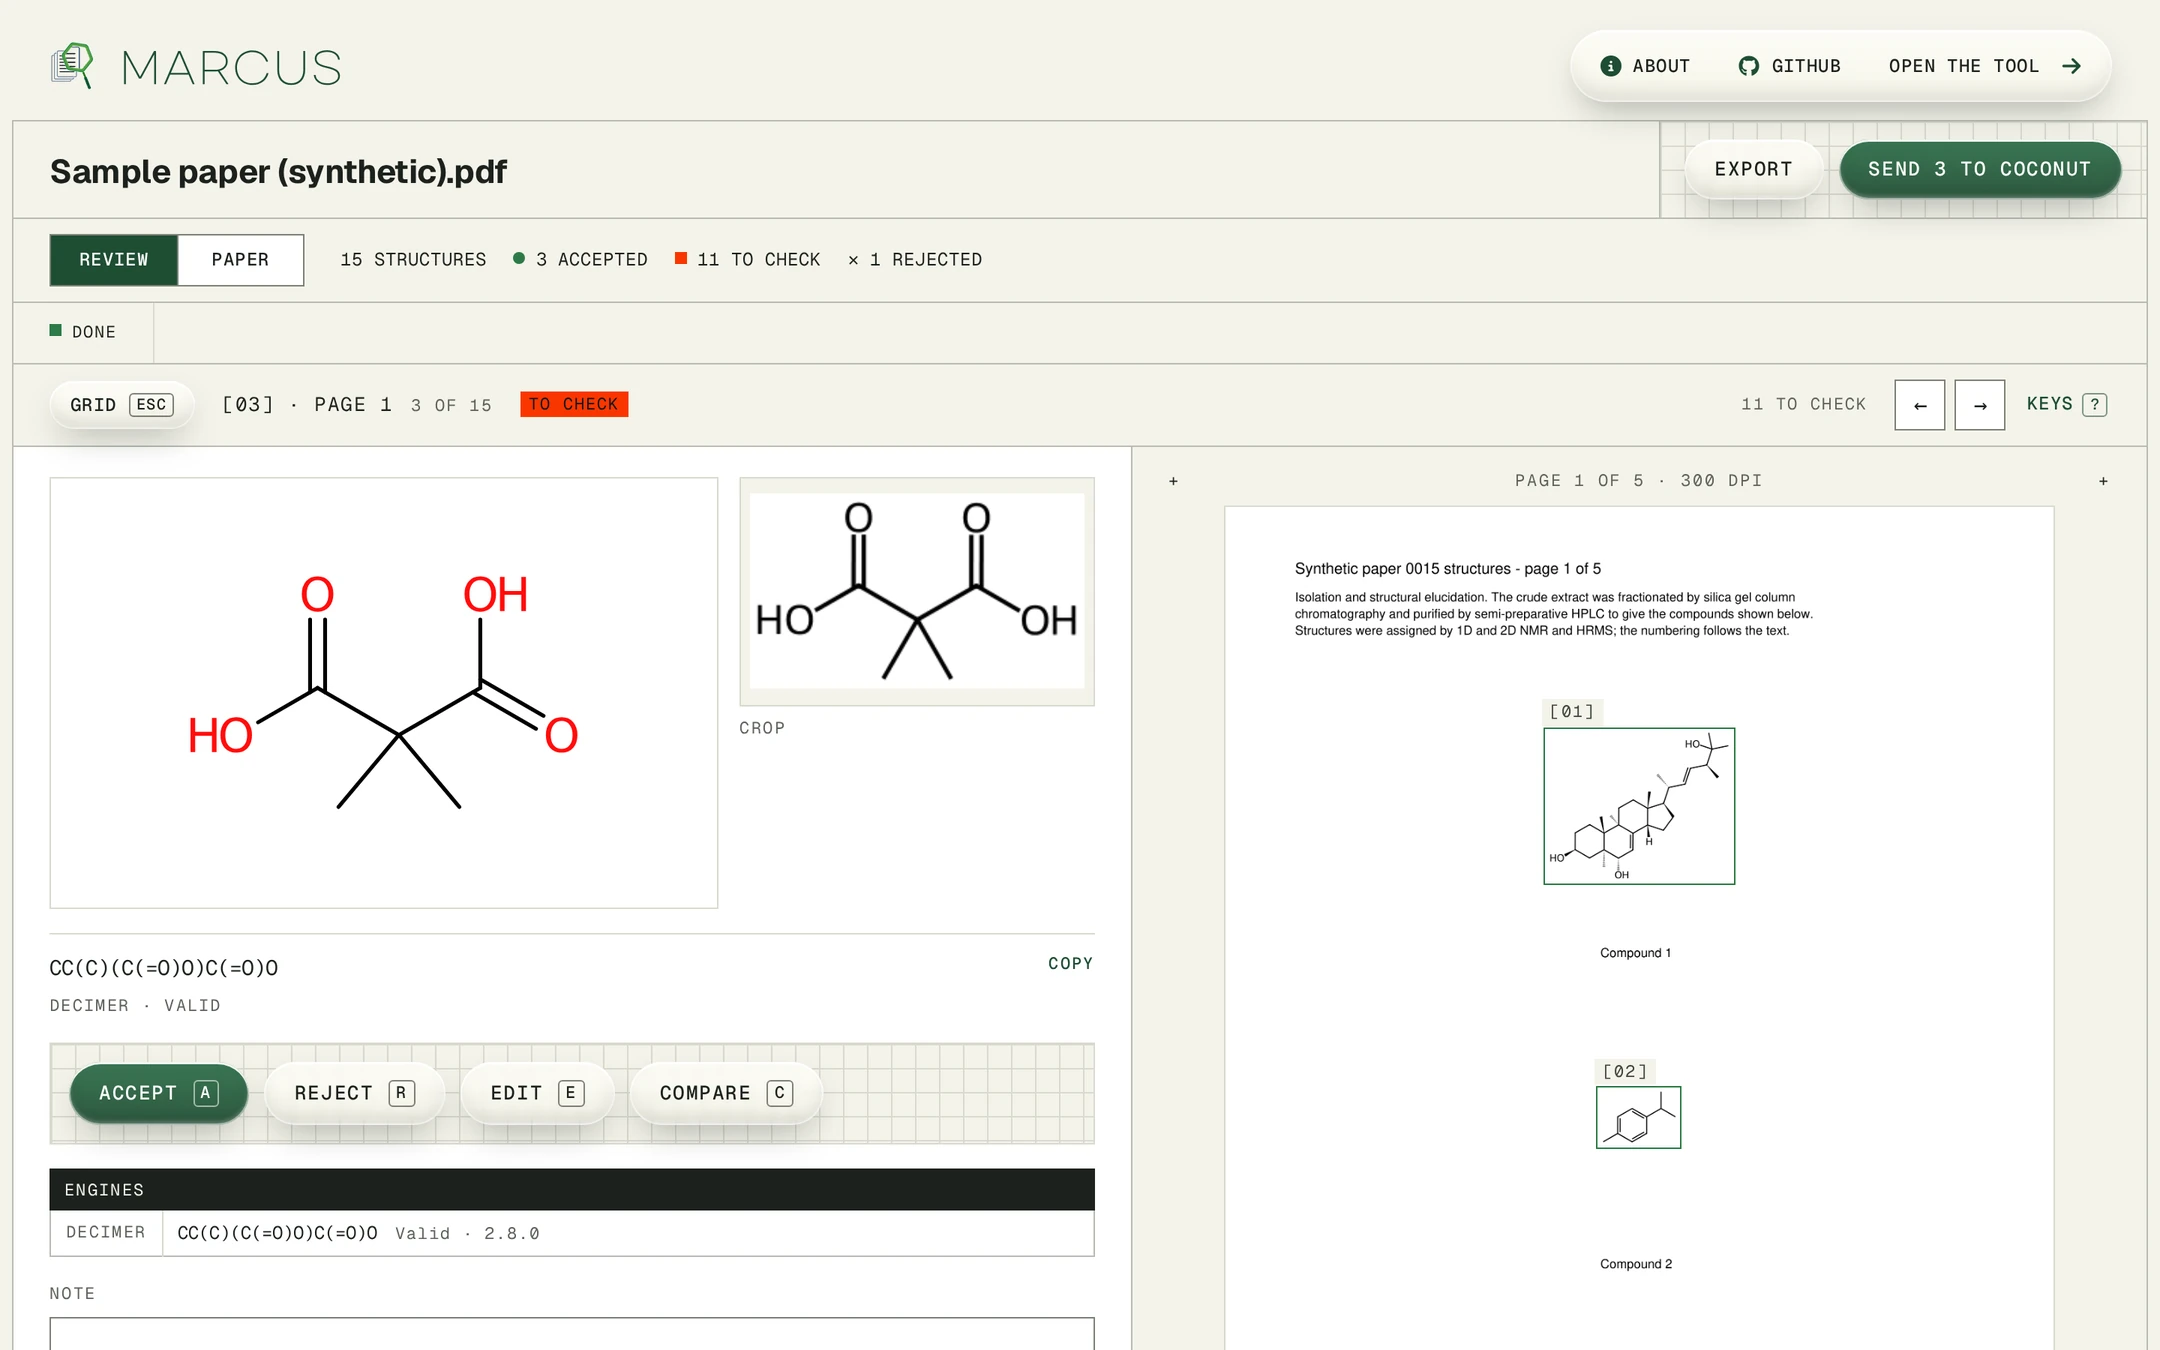 MARCUS
ABOUT
GITHUB
OPEN THE TOOL →
Sample paper (synthetic).pdf
EXPORT
SEND 3 TO COCONUT
REVIEW
PAPER
15 STRUCTURES
3 ACCEPTED
11 TO CHECK
× 1 REJECTED
DONE
GRID ESC
[03] · PAGE 1 3 OF 15
TO CHECK
11 TO CHECK
←
→
KEYS ?
O
OH
HO
O
O
O
HO
OH
CROP
CC(C)(C(=O)O)C(=O)O
COPY
DECIMER · VALID
ACCEPT A
REJECT R
EDIT E
COMPARE C
ENGINES
DECIMER
CC(C)(C(=O)O)C(=O)O Valid · 2.8.0
NOTE
+ PAGE 1 OF 5 · 300 DPI +
Synthetic paper 0015 structures - page 1 of 5
Isolation and structural elucidation. The crude extract was fractionated by silica gel column
chromatography and purified by semi-preparative HPLC to give the compounds shown below.
Structures were assigned by 1D and 2D NMR and HRMS; the numbering follows the text.
[01]
HO
H
HO
OH
Compound 1
[02]
Compound 2